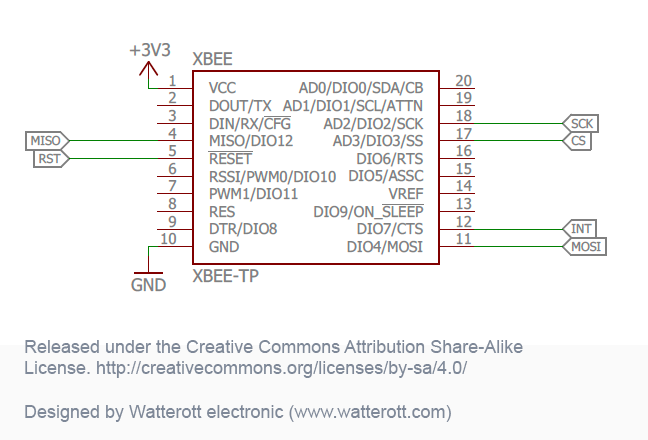 +3V3
XBEE
1 VCC AD0/DIO0/SDA/CB 20
2 DOUT/TX AD1/DIO1/SCL/ATTN 19
3 DIN/RX/CFG AD2/DIO2/SCK 18 SCK
MISO 4 MISO/DIO12 AD3/DIO3/SS 17 CS
RST 5 RESET DIO6/RTS 16
6 RSSI/PWM0/DIO10 DIO5/ASSC 15
7 PWM1/DIO11 VREF 14
8 RES DIO9/ON_SLEEP 13
9 DTR/DIO8 DIO7/CTS 12 INT
10 GND DIO4/MOSI 11 MOSI
XBEE-TP
GND
Released under the Creative Commons Attribution Share-Alike
License. http://creativecommons.org/licenses/by-sa/4.0/
Designed by Watterott electronic (www.watterott.com)